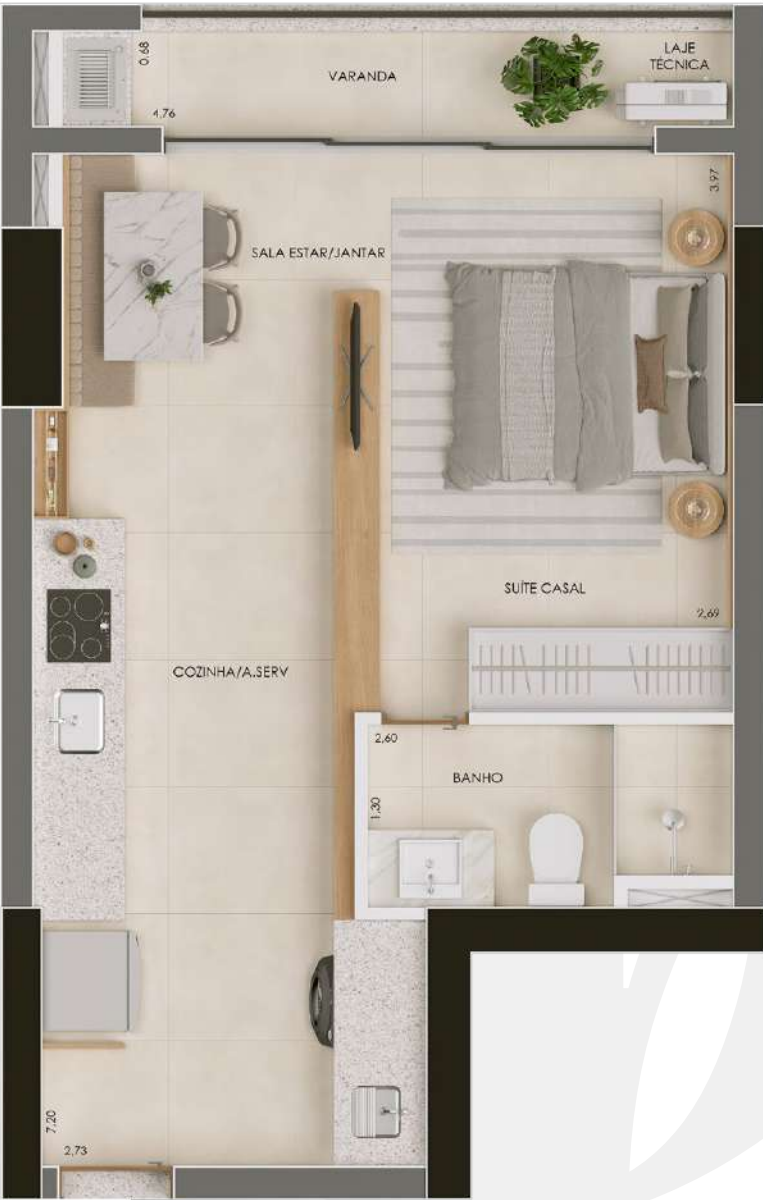 0.68
VARANDA
LAJE
TÉCNICA
4,76
3,97
SALA ESTAR/JANTAR
SUÍTE CASAL
2,69
COZINHA/A.SERV
2,60
BANHO
1,30
7,20
2,73